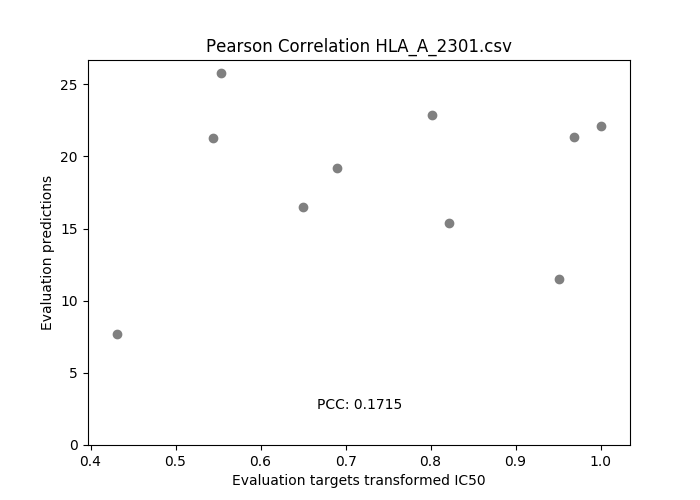 Pearson Correlation HLA_A_2301.csv
25
20
15
10
5
0
Evaluation predictions
PCC: 0.1715
0.4 0.5 0.6 0.7 0.8 0.9 1.0
Evaluation targets transformed IC50